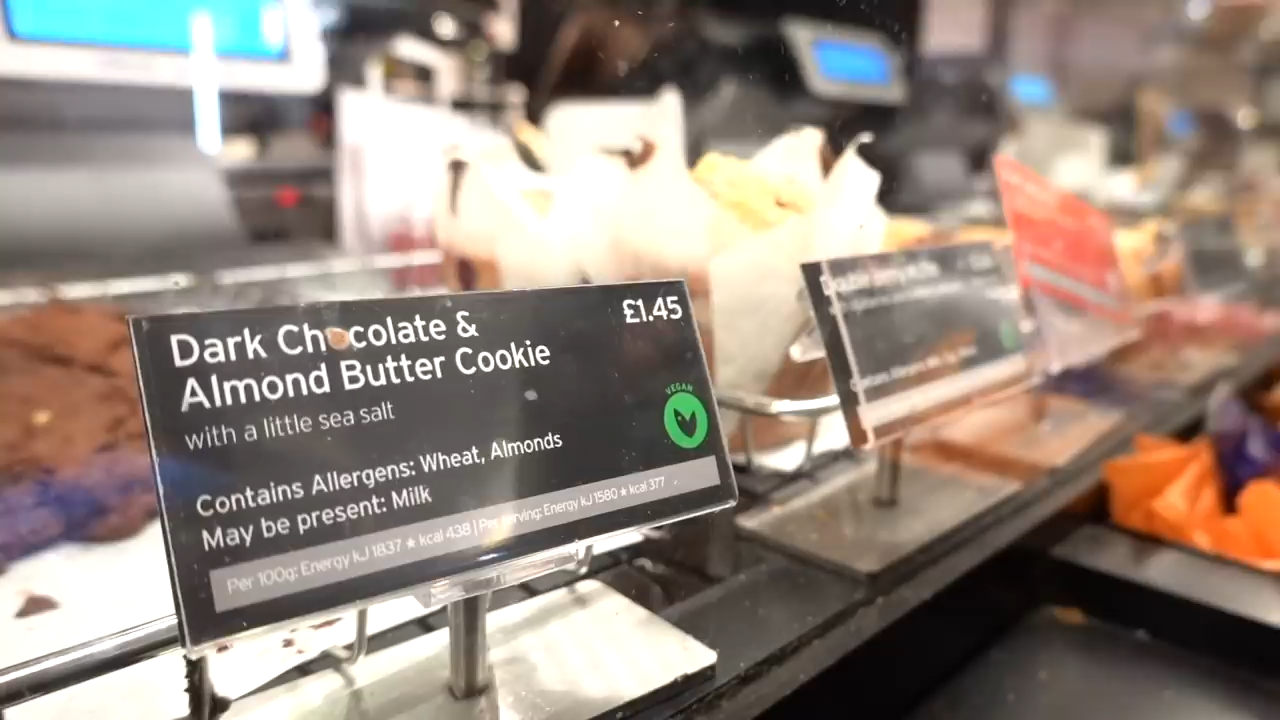 Dark Chocolate &
Almond Butter Cookie
with a little sea salt
£1.45
VEGAN
Contains Allergens: Wheat, Almonds
May be present: Milk
Per 100g: Energy kJ 1837 ★ kcal 438 | Per serving: Energy kJ 1580 ★ kcal 377